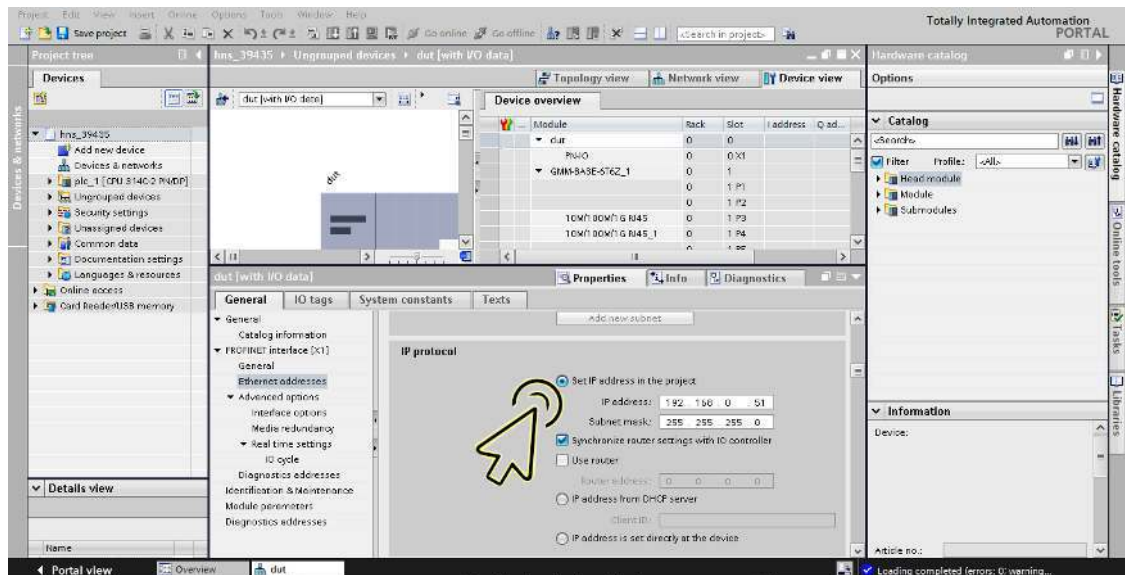 Project Edit View Insert Online Options Tools Window Help
Totally Integrated Automation
PORTAL
Save project
Go online
Go offline
<Search in project>
Project tree
hns_39435
Ungrouped devices
dut [with I/O data]
Hardware catalog
Devices
Topology view
Network view
Device view
Options
dut [with I/O data]
Device overview
Module Rack Slot I address Q ad...
Catalog
<Search>
Filter Profile: <All>
Head module
Module
Submodules
hns_39435
Add new device
Devices & networks
plc_1 [CPU 314C-2 PN/DP]
Ungrouped devices
Security settings
Unassigned devices
Common data
Documentation settings
Languages & resources
Online access
Card Reader/USB memory
dut
dut 0 0
PN-IO 0 0 X1
GMM-BASE-6T6Z_1 0 1
0 1 P1
0 1 P2
10M/100M/1G RJ45 0 1 P3
10M/100M/1G RJ45_1 0 1 P4
0 1 P5
dut [with I/O data]
Properties
Info
Diagnostics
General
IO tags
System constants
Texts
General
Catalog information
PROFINET interface [X1]
General
Ethernet addresses
Advanced options
Interface options
Media redundancy
Real time settings
IO cycle
Diagnostics addresses
Identification & Maintenance
Module parameters
Diagnostics addresses
Add new subnet
IP protocol
Set IP address in the project
IP address: 192 . 168 . 0 . 51
Subnet mask: 255 . 255 . 255 . 0
Synchronize router settings with IO controller
Use router
Router address: 0 . 0 . 0 . 0
IP address from DHCP server
Client ID:
IP address is set directly at the device
Information
Device:
Article no.:
Hardware catalog
Online tools
Tasks
Libraries
Devices & networks
Details view
Name
Portal view
Overview
dut
Loading completed (errors: 0; warning...